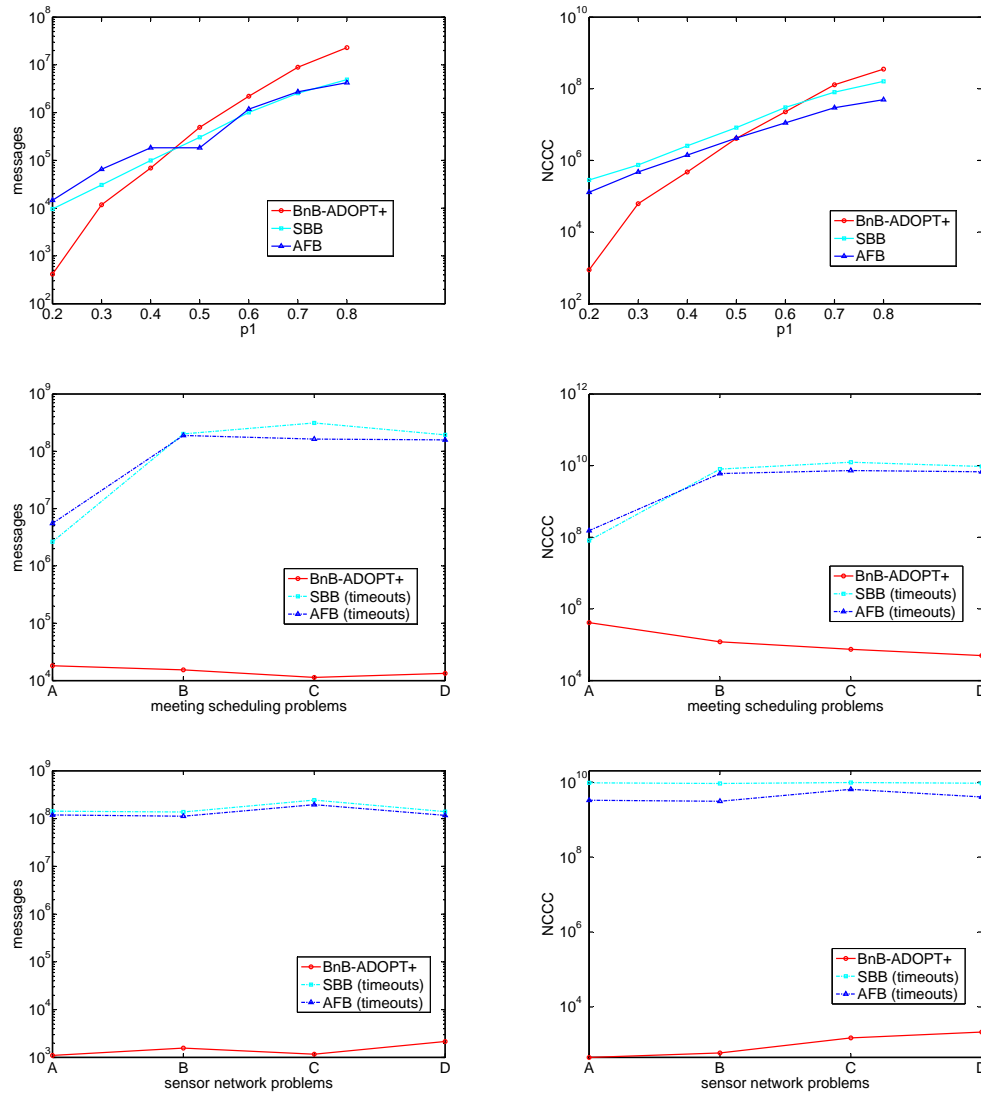 10^8
10^7
10^6
10^5
10^4
10^3
10^2
messages
0.2 0.3 0.4 0.5 0.6 0.7 0.8
p1
BnB-ADOPT+
SBB
AFB
10^10
10^8
10^6
10^4
10^2
NCCC
0.2 0.3 0.4 0.5 0.6 0.7 0.8
p1
BnB-ADOPT+
SBB
AFB
10^9
10^8
10^7
10^6
10^5
10^4
messages
A B C D
meeting scheduling problems
BnB-ADOPT+
SBB (timeouts)
AFB (timeouts)
10^12
10^10
10^8
10^6
10^4
NCCC
A B C D
meeting scheduling problems
BnB-ADOPT+
SBB (timeouts)
AFB (timeouts)
10^9
10^8
10^7
10^6
10^5
10^4
10^3
messages
A B C D
sensor network problems
BnB-ADOPT+
SBB (timeouts)
AFB (timeouts)
10^10
10^8
10^6
10^4
NCCC
A B C D
sensor network problems
BnB-ADOPT+
SBB (timeouts)
AFB (timeouts)